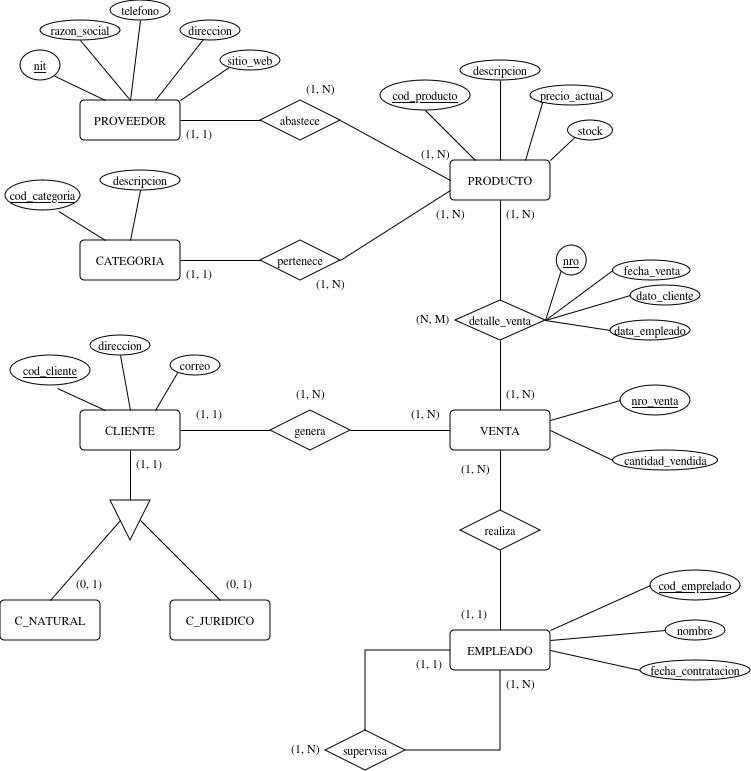 telefono
razon_social
direccion
nit
sitio_web
PROVEEDOR
(1, 1)
abastece
(1, N)
(1, N)
descripcion
cod_producto
precio_actual
stock
PRODUCTO
(1, N)
(1, N)
cod_categoria
descripcion
CATEGORIA
(1, 1)
pertenece
(1, N)
nro
fecha_venta
dato_cliente
data_empleado
(N, M)
detalle_venta
direccion
cod_cliente
correo
CLIENTE
(1, 1)
(1, N)
genera
(1, N)
(1, N)
VENTA
nro_venta
cantidad_vendida
(1, N)
(1, 1)
realiza
(0, 1)
(0, 1)
C_NATURAL
C_JURIDICO
(1, 1)
cod_emprelado
nombre
fecha_contratacion
EMPLEADO
(1, 1)
(1, N)
(1, N)
supervisa